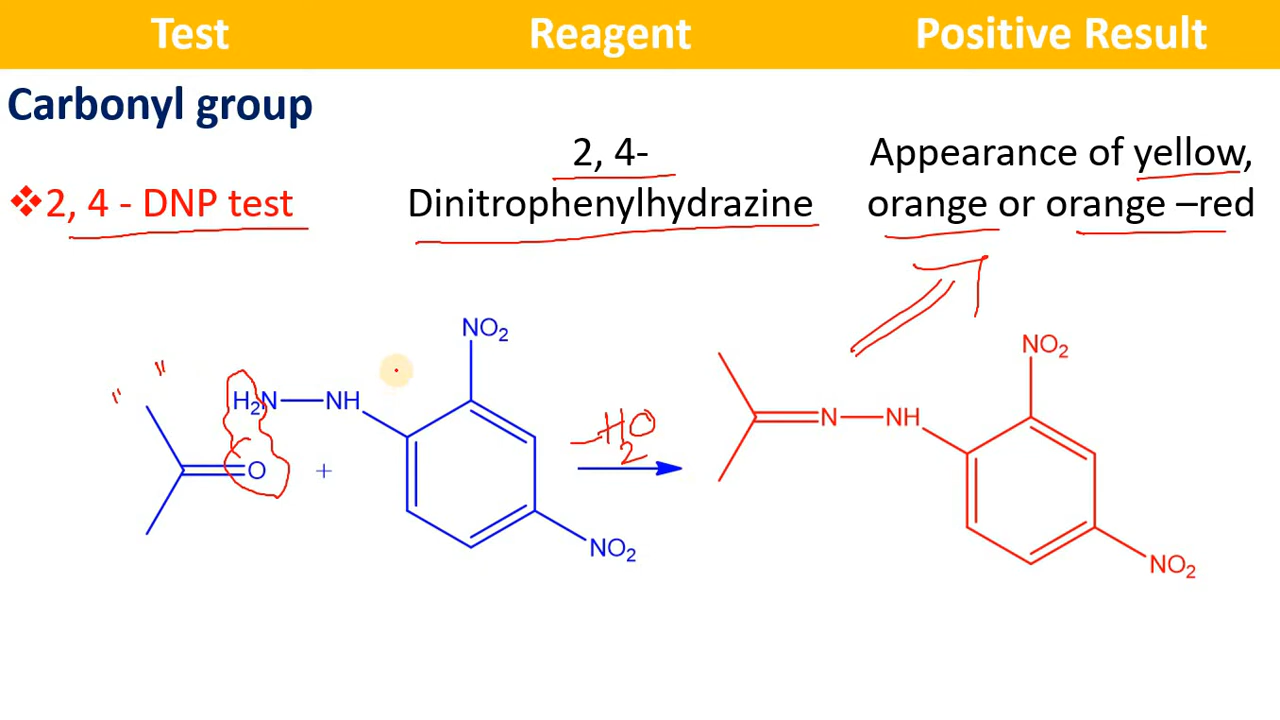 Test Reagent Positive Result
Carbonyl group
❖2, 4 - DNP test
2, 4-
Dinitrophenylhydrazine
Appearance of yellow,
orange or orange –red
NO₂
H₂N NH
O +
NO₂
–H₂O
NO₂
N NH
NO₂